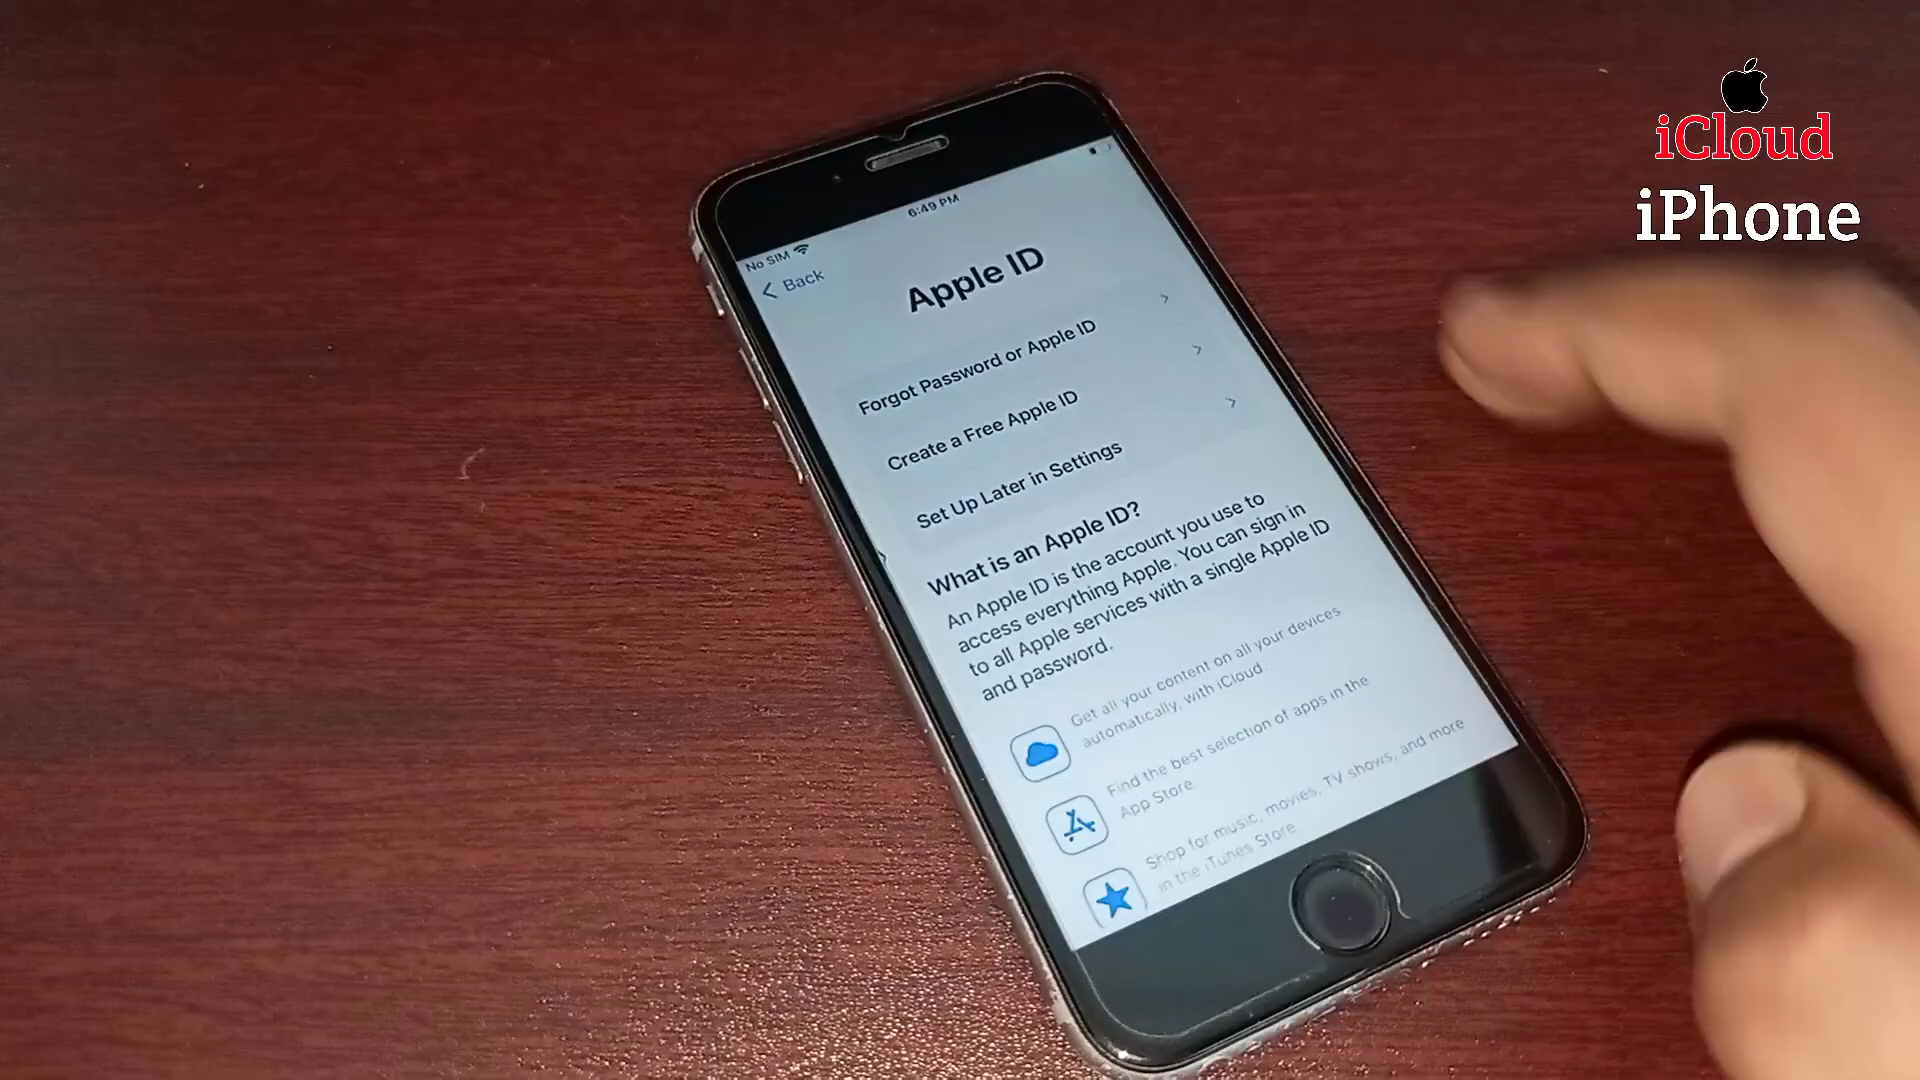 iCloud
iPhone
6:49 PM
No SIM
Back
Apple ID
Forgot Password or Apple ID
Create a Free Apple ID
Set Up Later in Settings
What is an Apple ID?
An Apple ID is the account you use to
access everything Apple. You can sign in
to all Apple services with a single Apple ID
and password.
Get all your content on all your devices
automatically, with iCloud.
Find the best selection of apps in the
App Store
Shop for music, movies, TV shows, and more
in the iTunes Store